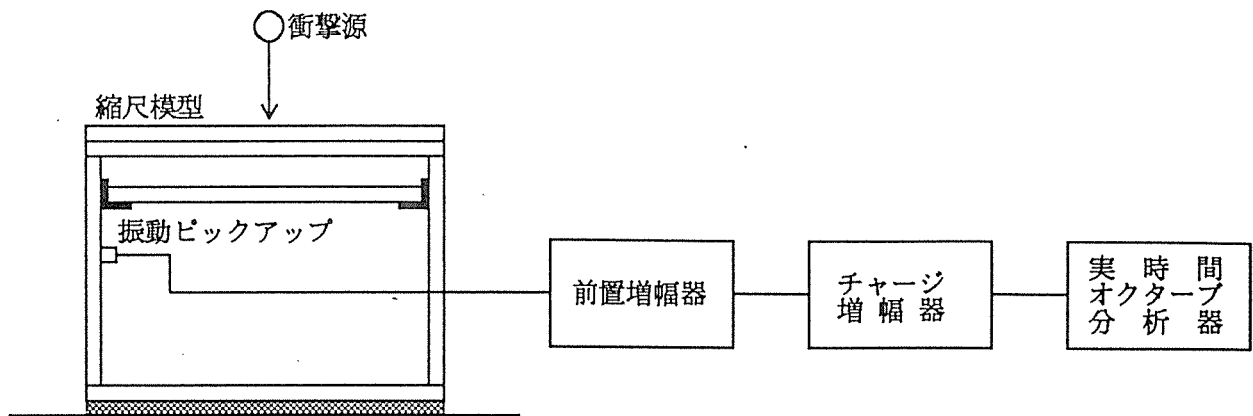 衝撃源
縮尺模型
振動ピックアップ
前置増幅器
チャージ
増幅器
実時間
オクターブ
分析器